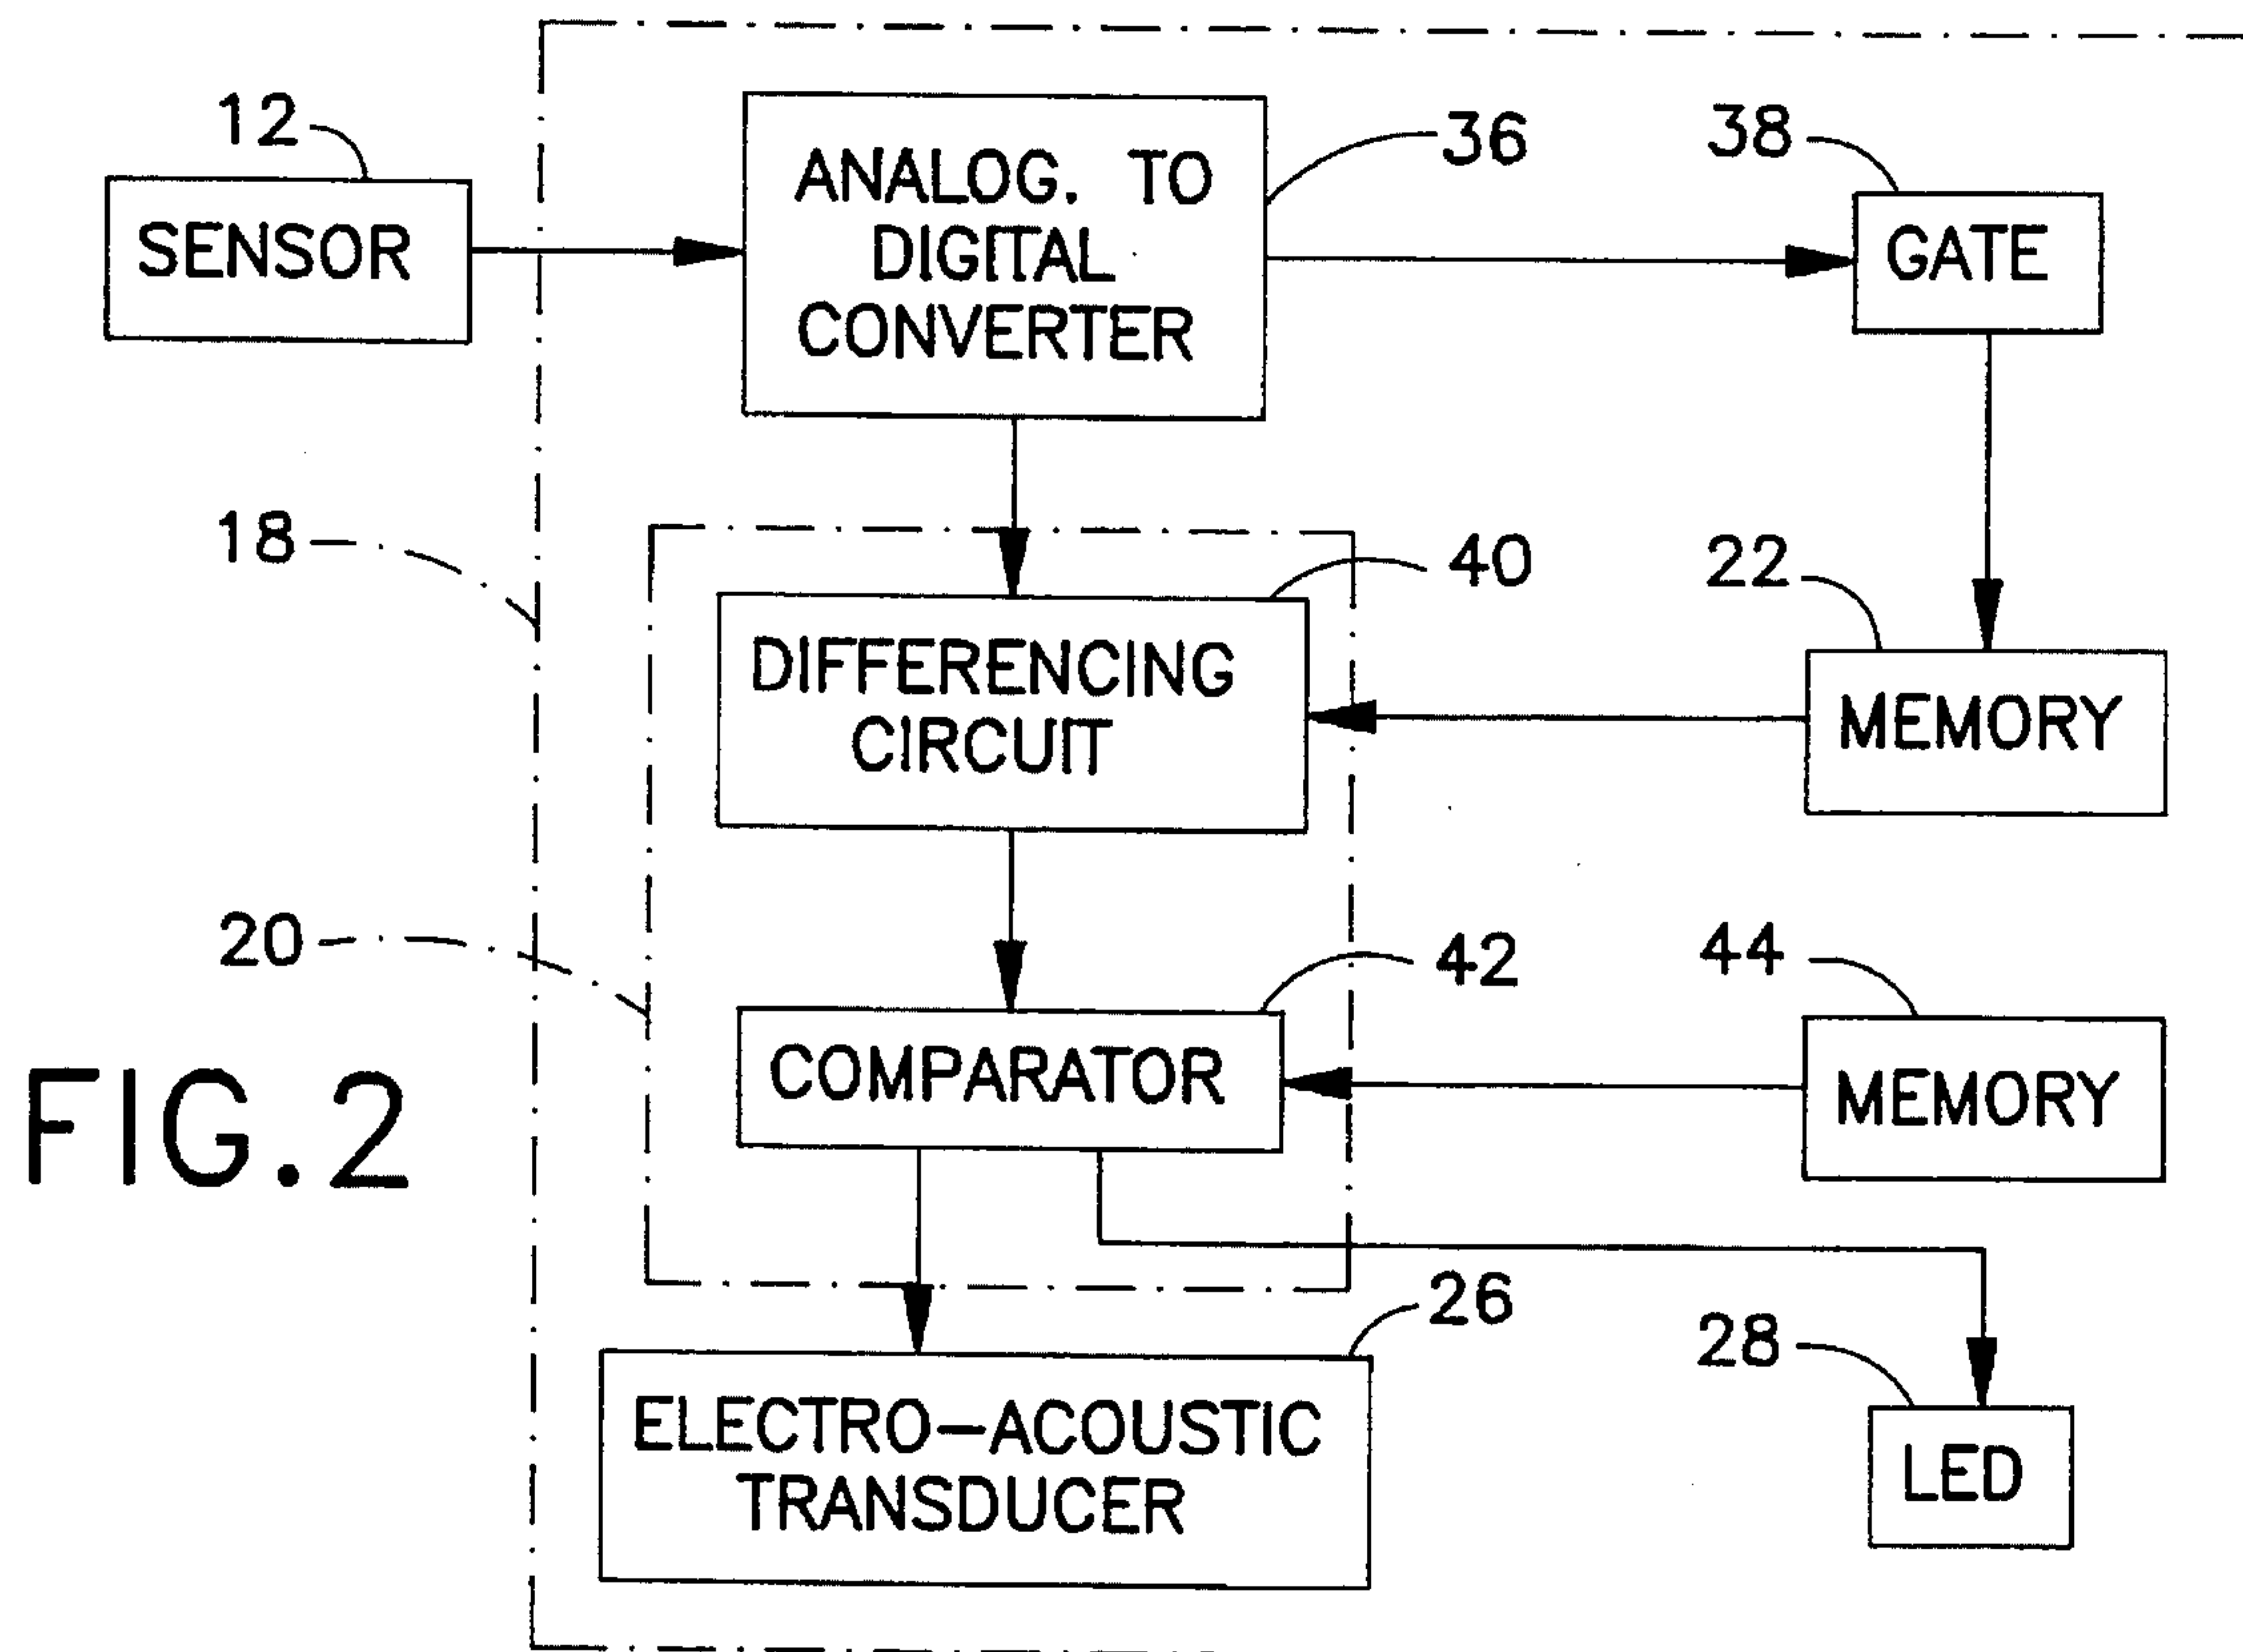 12
SENSOR
ANALOG. TO
DIGITAL
CONVERTER
36
38
GATE
18
40
DIFFERENCING
CIRCUIT
22
MEMORY
20
42
COMPARATOR
44
MEMORY
FIG.2
26
ELECTRO-ACOUSTIC
TRANSDUCER
28
LED